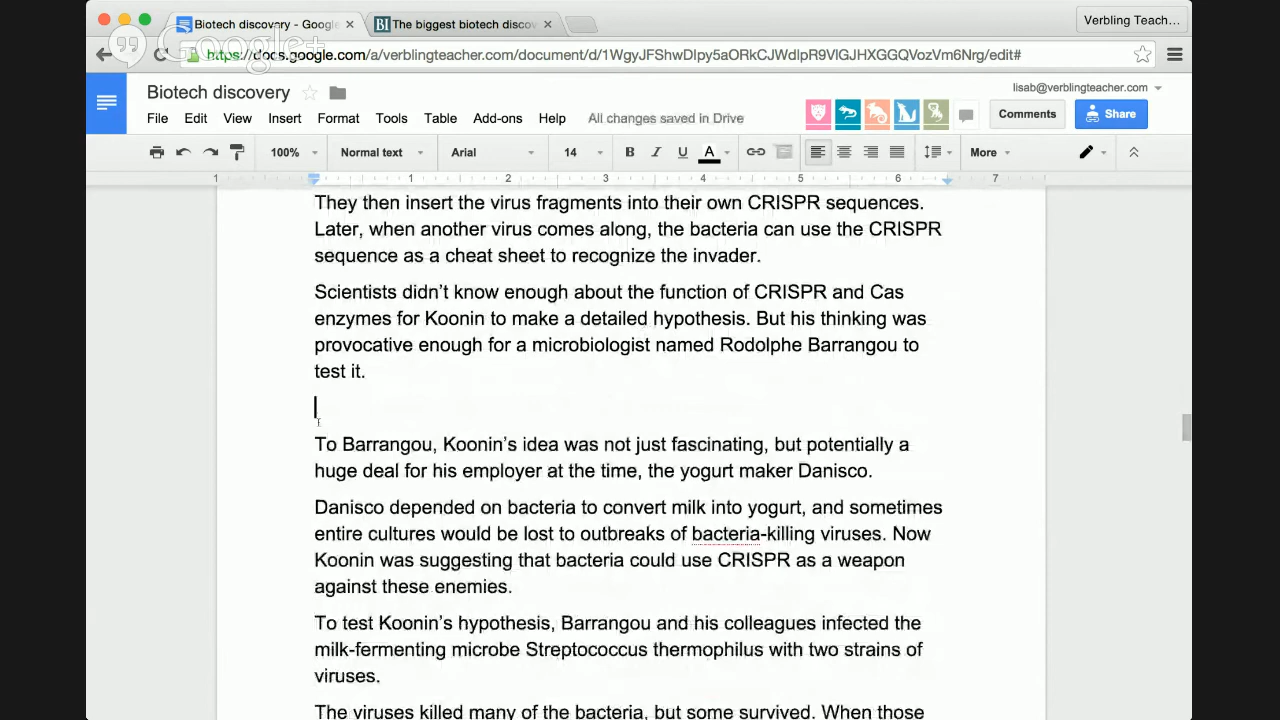 Biotech discovery - Google
The biggest biotech discov
Verbling Teach...
Google+
https://docs.google.com/a/verblingteacher.com/document/d/1WgyJFShwDlpy5aORkCJWdlpR9VlGJHXGGQVozVm6Nrg/edit#
Biotech discovery
lisab@verblingteacher.com
File Edit View Insert Format Tools Table Add-ons Help All changes saved in Drive
Comments
Share
100% Normal text Arial 14 B I U A More
1 1 2 3 4 5 6 7
They then insert the virus fragments into their own CRISPR sequences.
Later, when another virus comes along, the bacteria can use the CRISPR
sequence as a cheat sheet to recognize the invader.
Scientists didn’t know enough about the function of CRISPR and Cas
enzymes for Koonin to make a detailed hypothesis. But his thinking was
provocative enough for a microbiologist named Rodolphe Barrangou to
test it.
To Barrangou, Koonin’s idea was not just fascinating, but potentially a
huge deal for his employer at the time, the yogurt maker Danisco.
Danisco depended on bacteria to convert milk into yogurt, and sometimes
entire cultures would be lost to outbreaks of bacteria-killing viruses. Now
Koonin was suggesting that bacteria could use CRISPR as a weapon
against these enemies.
To test Koonin’s hypothesis, Barrangou and his colleagues infected the
milk-fermenting microbe Streptococcus thermophilus with two strains of
viruses.
The viruses killed many of the bacteria, but some survived. When those